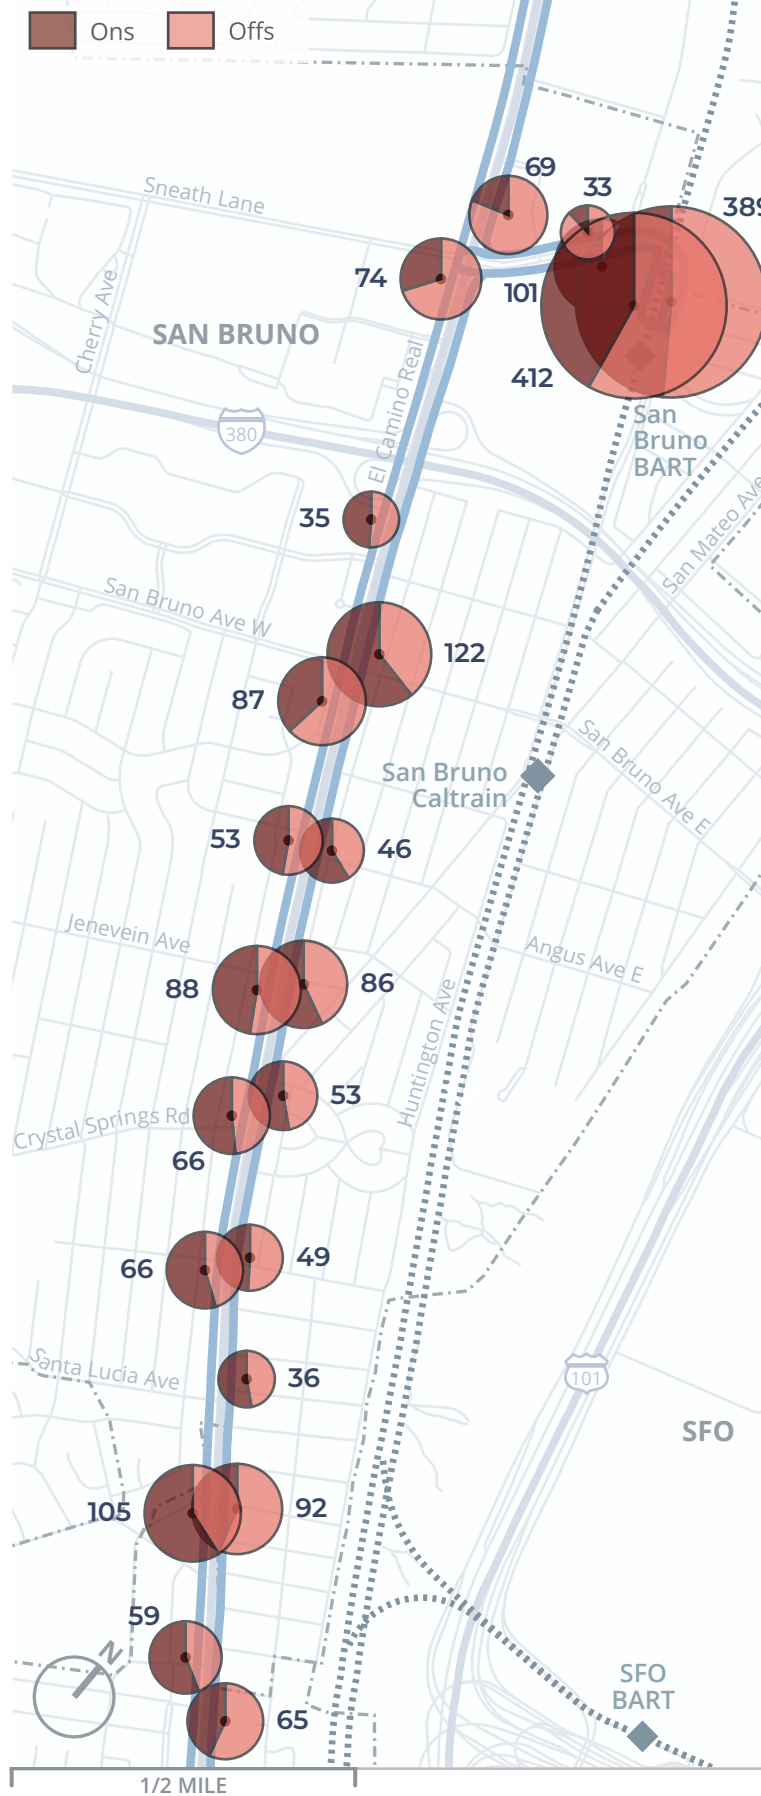 Ons
Offs
69
33
Sneath Lane
389
74
101
Cherry Ave
SAN BRUNO
El Camino Real
412
380
San
Bruno
BART
35
San Mateo Ave
San Bruno Ave W
122
87
San Bruno
Caltrain
San Bruno Ave E
53
46
Jenevein Ave
Angus Ave E
88
86
Huntington Ave
53
Crystal Springs Rd
66
49
66
Santa Lucia Ave
36
101
SFO
105
92
59
N
SFO
BART
65
1/2 MILE